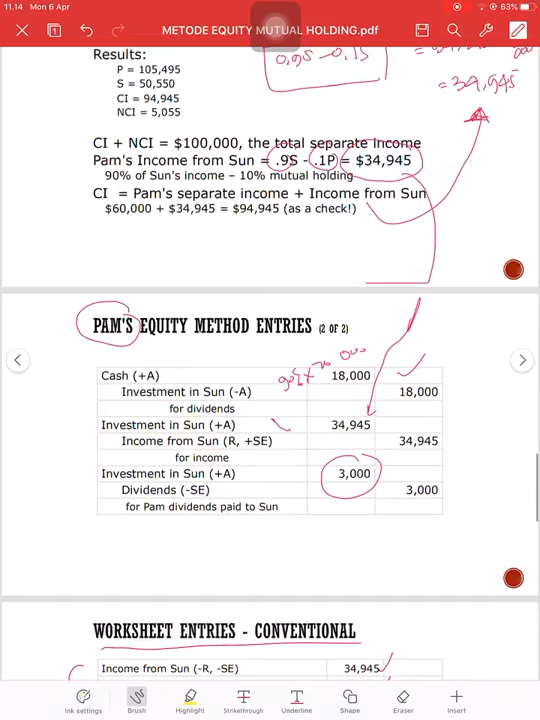 11.14 Mon 6 Apr
63%
METODE EQUITY MUTUAL HOLDING.pdf
Results:
P = 105,495
S = 50,550
CI = 94,945
NCI = 5,055
= 34,945
CI + NCI = $100,000, the total separate income
Pam's Income from Sun = .9S - .1P = $34,945
90% of Sun's income – 10% mutual holding
CI = Pam's separate income + Income from Sun
$60,000 + $34,945 = $94,945 (as a check!)
PAM'S EQUITY METHOD ENTRIES (2 OF 2)
Cash (+A) 18,000
Investment in Sun (-A) 18,000
for dividends
Investment in Sun (+A) 34,945
Income from Sun (R, +SE) 34,945
for income
Investment in Sun (+A) 3,000
Dividends (-SE) 3,000
for Pam dividends paid to Sun
WORKSHEET ENTRIES - CONVENTIONAL
Income from Sun (-R, -SE) 34,945
Ink settings
Brush
Highlight
Strikethrough
Underline
Shape
Eraser
Insert